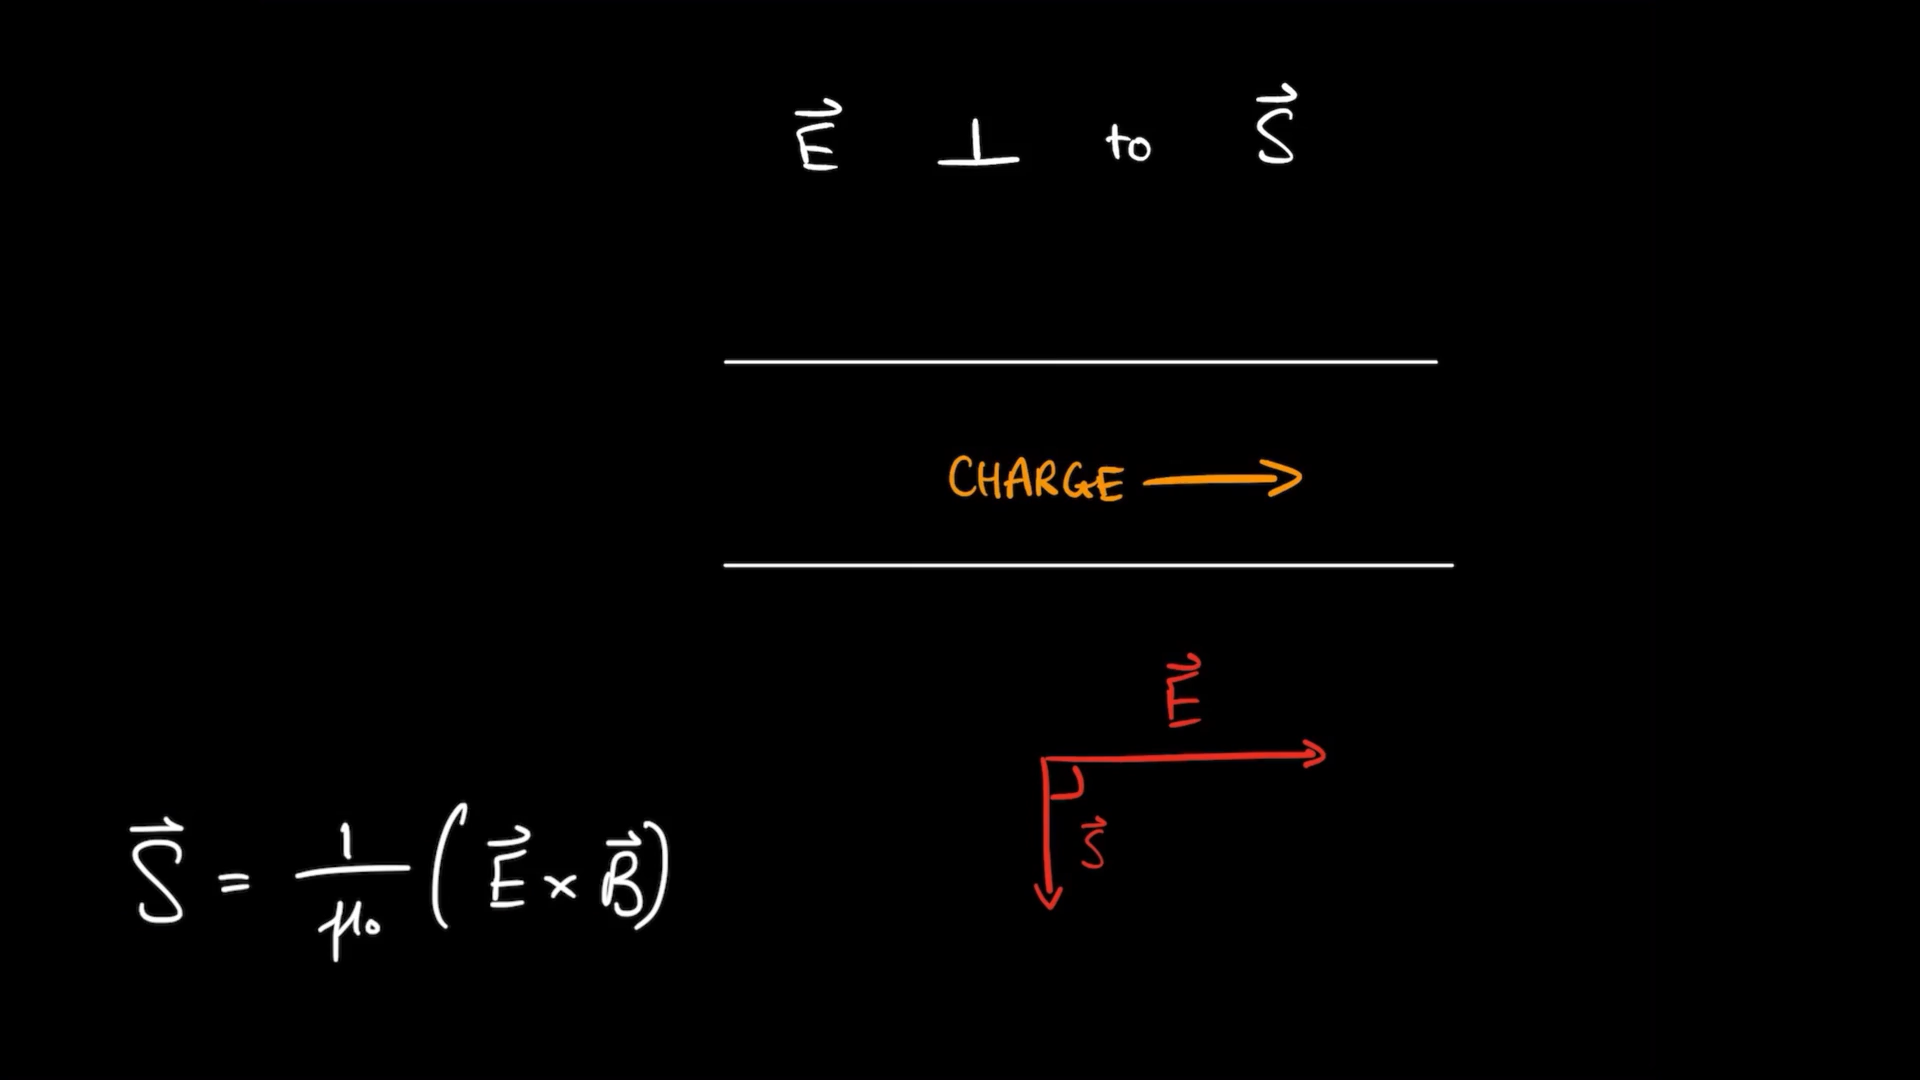 E⃗ ⊥ to S⃗
CHARGE →
E⃗
S⃗
S⃗ = 1/μ₀ (E⃗ × B⃗)